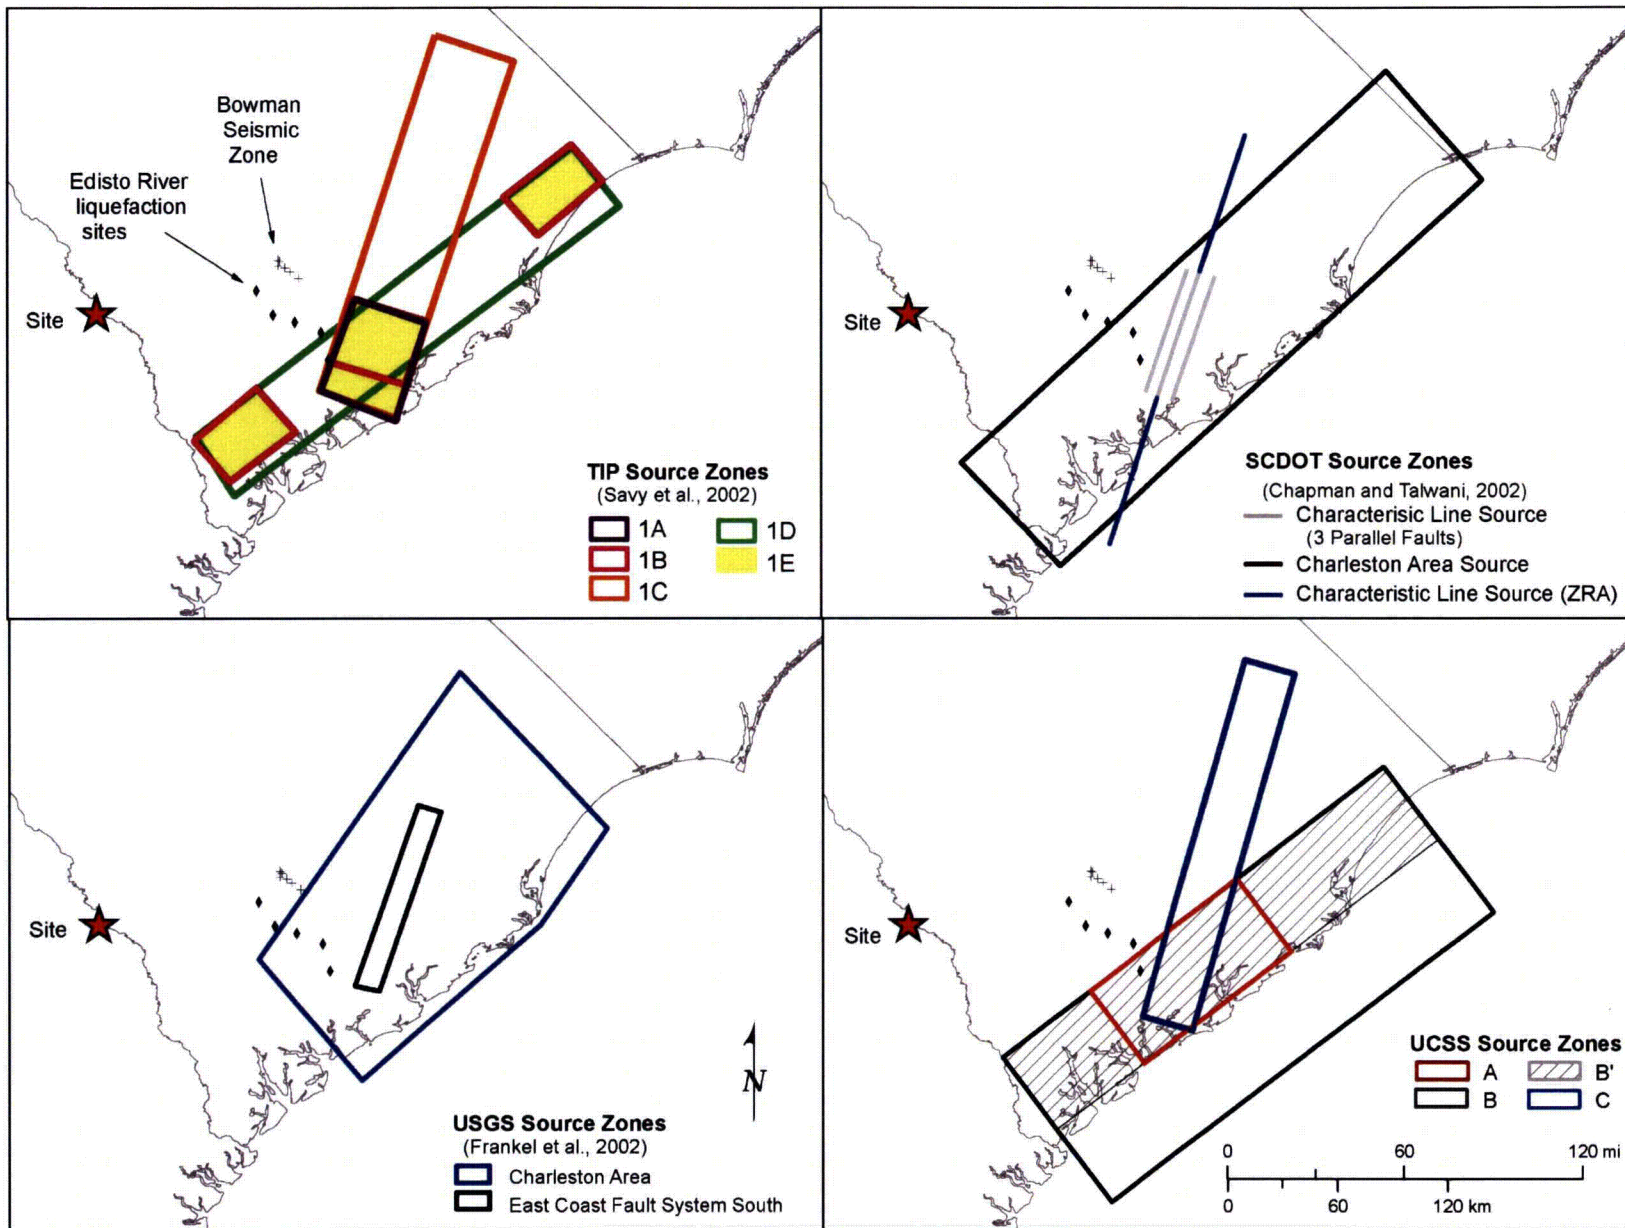 Bowman
Seismic
Zone
Edisto River
liquefaction
sites
Site
TIP Source Zones
(Savy et al., 2002)
1A
1D
1B
1E
1C
Site
SCDOT Source Zones
(Chapman and Talwani, 2002)
Characterisic Line Source
(3 Parallel Faults)
Charleston Area Source
Characteristic Line Source (ZRA)
Site
N
USGS Source Zones
(Frankel et al., 2002)
Charleston Area
East Coast Fault System South
Site
UCSS Source Zones
A
B'
B
C
0 60 120 mi
0 60 120 km